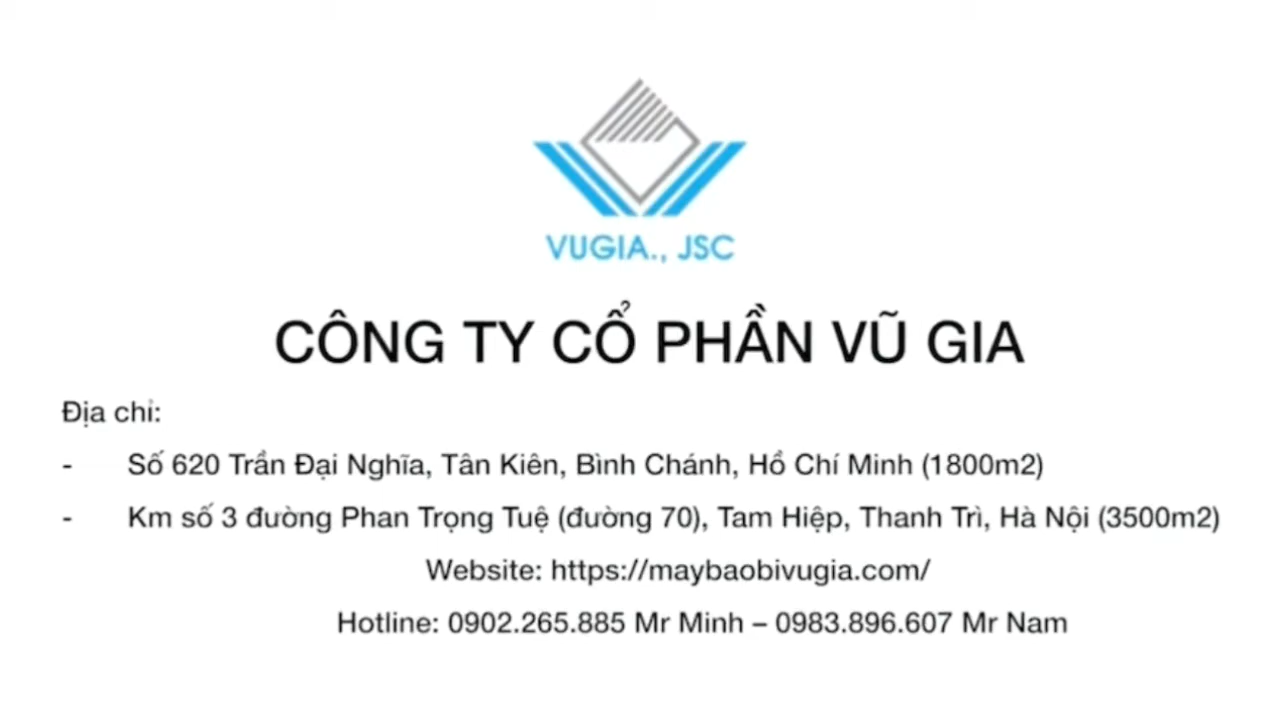 VUGIA., JSC
CÔNG TY CỔ PHẦN VŨ GIA
Địa chỉ:
- Số 620 Trần Đại Nghĩa, Tân Kiên, Bình Chánh, Hồ Chí Minh (1800m2)
- Km số 3 đường Phan Trọng Tuệ (đường 70), Tam Hiệp, Thanh Trì, Hà Nội (3500m2)
Website: https://maybaobivugia.com/
Hotline: 0902.265.885 Mr Minh – 0983.896.607 Mr Nam